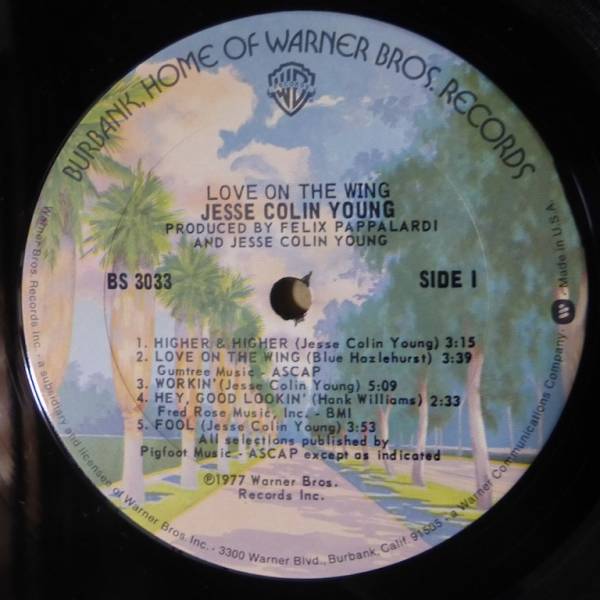 BURBANK, HOME OF WARNER BROS. RECORDS
LOVE ON THE WING
JESSE COLIN YOUNG
PRODUCED BY FELIX PAPPALARDI
AND JESSE COLIN YOUNG
BS 3033
SIDE 1
1. HIGHER & HIGHER (Jesse Colin Young) 3:15
2. LOVE ON THE WING (Blue Hazlehurst) 3:39
Gumtree Music - ASCAP
3. WORKIN' (Jesse Colin Young) 5:09
4. HEY, GOOD LOOKIN' (Hank Williams) 2:33
Fred Rose Music, Inc. - BMI
5. FOOL (Jesse Colin Young) 3:53
All selections published by
Pigfoot Music - ASCAP except as indicated
©1977 Warner Bros.
Records Inc.
Warner Bros. Records Inc. - a subsidiary and licensee of Warner Bros. Inc. - 3300 Warner Blvd., Burbank, Calif. 91505 - a Warner Communications Company. - Made in U.S.A.